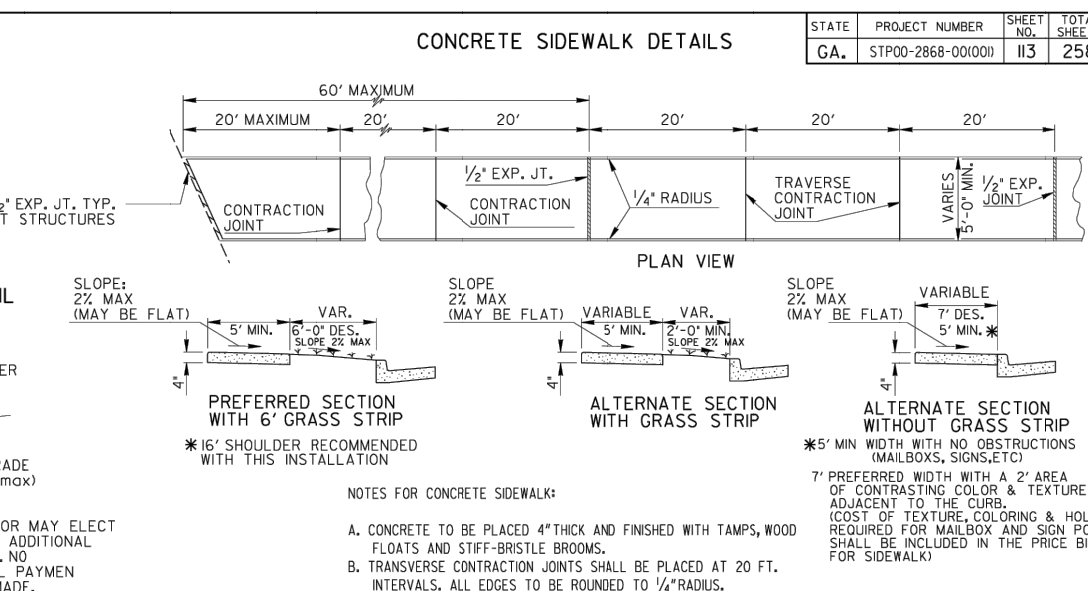 CONCRETE SIDEWALK DETAILS
STATE PROJECT NUMBER SHEET NO. SHEE
GA. STP00-2868-00(001) 113 258
60' MAXIMUM
20' MAXIMUM 20' 20' 20' 20' 20'
EXP. JT. TYP.
STRUCTURES
CONTRACTION
JOINT
1/2" EXP. JT.
CONTRACTION
JOINT
1/4" RADIUS
TRAVERSE
CONTRACTION
JOINT
VARIES
5'-0" MIN.
1/2" EXP.
JOINT
PLAN VIEW
SLOPE:
2% MAX
(MAY BE FLAT)
5' MIN.
VAR.
6'-0" DES.
SLOPE 2% MAX
4"
PREFERRED SECTION
WITH 6' GRASS STRIP
*16' SHOULDER RECOMMENDED
WITH THIS INSTALLATION
SLOPE
2% MAX
(MAY BE FLAT)
VARIABLE
5' MIN.
VAR.
2'-0" MIN.
SLOPE 2% MAX
4"
ALTERNATE SECTION
WITH GRASS STRIP
SLOPE
2% MAX
(MAY BE FLAT)
VARIABLE
7' DES.
5' MIN.*
4"
ALTERNATE SECTION
WITHOUT GRASS STRIP
*5' MIN WIDTH WITH NO OBSTRUCTIONS
(MAILBOXS, SIGNS,ETC)
7' PREFERRED WIDTH WITH A 2' AREA
OF CONTRASTING COLOR & TEXTURE
ADJACENT TO THE CURB.
(COST OF TEXTURE, COLORING & HOL
REQUIRED FOR MAILBOX AND SIGN PO
SHALL BE INCLUDED IN THE PRICE BI
FOR SIDEWALK)
NOTES FOR CONCRETE SIDEWALK:
A. CONCRETE TO BE PLACED 4" THICK AND FINISHED WITH TAMPS, WOOD
FLOATS AND STIFF-BRISTLE BROOMS.
B. TRANSVERSE CONTRACTION JOINTS SHALL BE PLACED AT 20 FT.
INTERVALS. ALL EDGES TO BE ROUNDED TO 1/4" RADIUS.
IL
ER
RADE
max)
OR MAY ELECT
ADDITIONAL
. NO
PAYMEN
MADE.